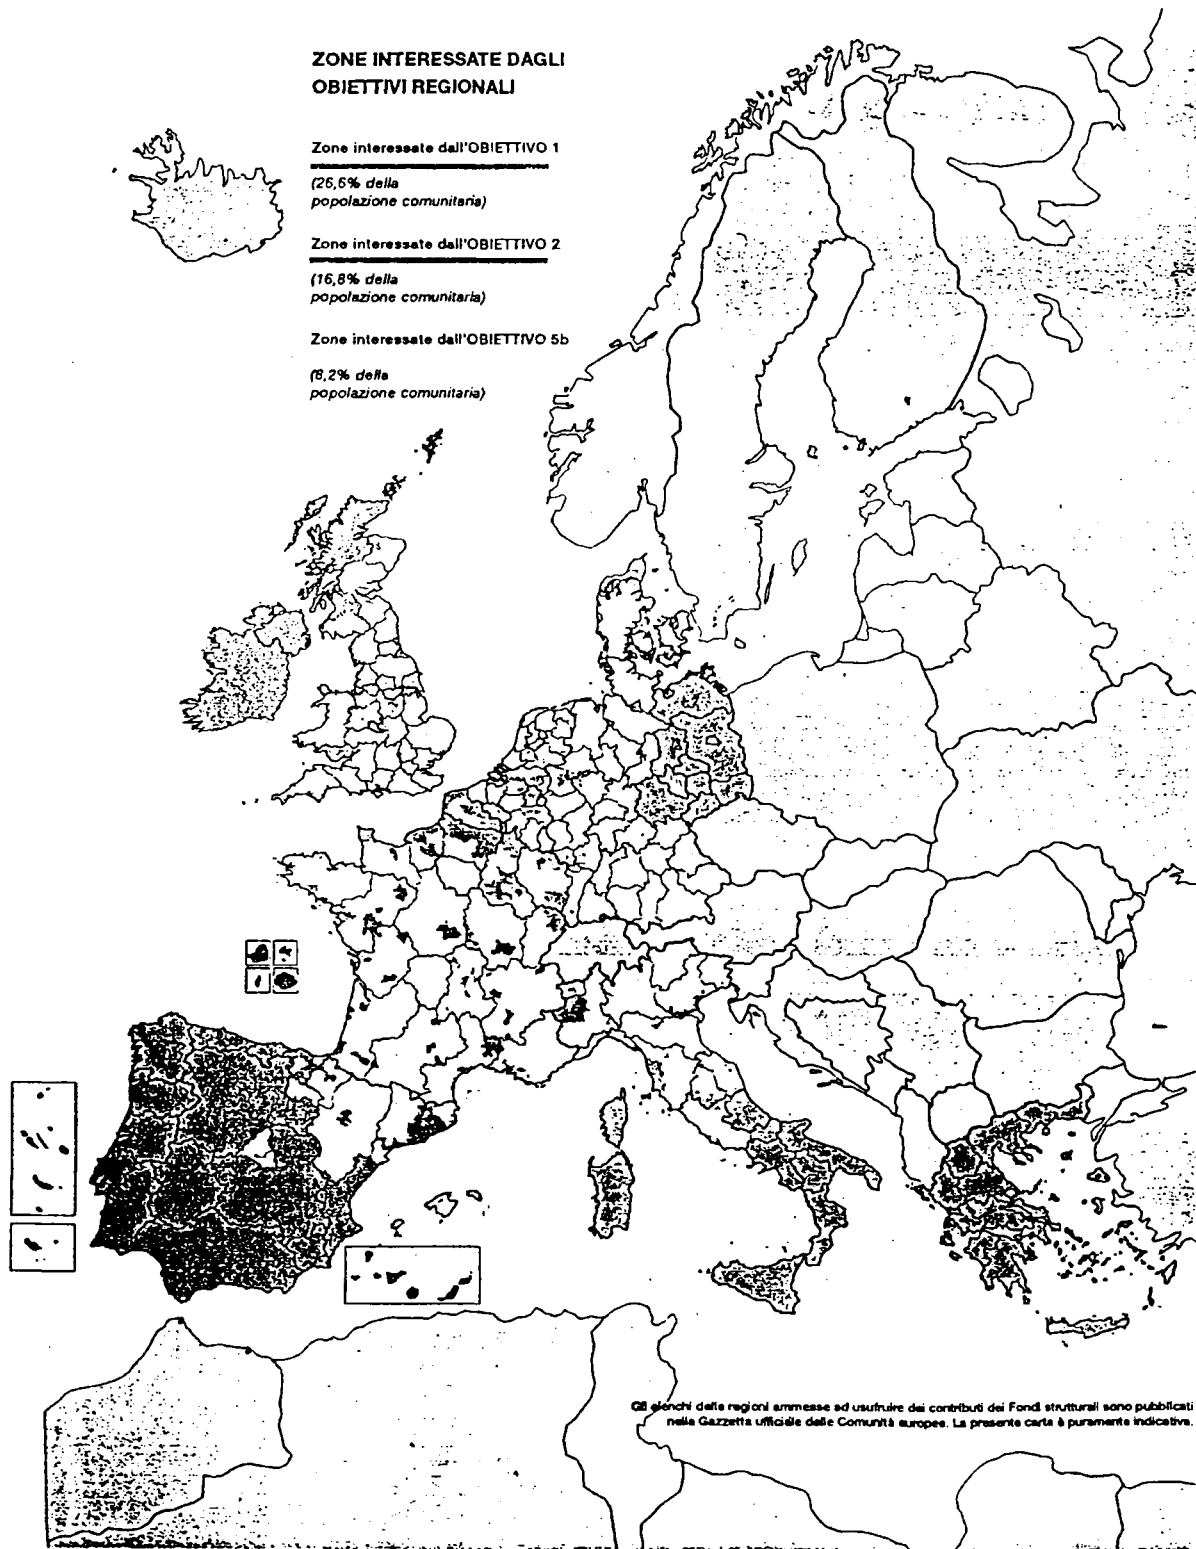 ZONE INTERESSATE DAGLI
OBIETTIVI REGIONALI
Zone interessate dall'OBIETTIVO 1
(26,6% della
popolazione comunitaria)
Zone interessate dall'OBIETTIVO 2
(16,8% della
popolazione comunitaria)
Zone interessate dall'OBIETTIVO 5b
(8,2% della
popolazione comunitaria)
Gli elenchi delle regioni ammesse ad usufruire dei contributi dei Fondi strutturali sono pubblicati
nella Gazzetta ufficiale delle Comunità europee. La presente carta è puramente indicativa.